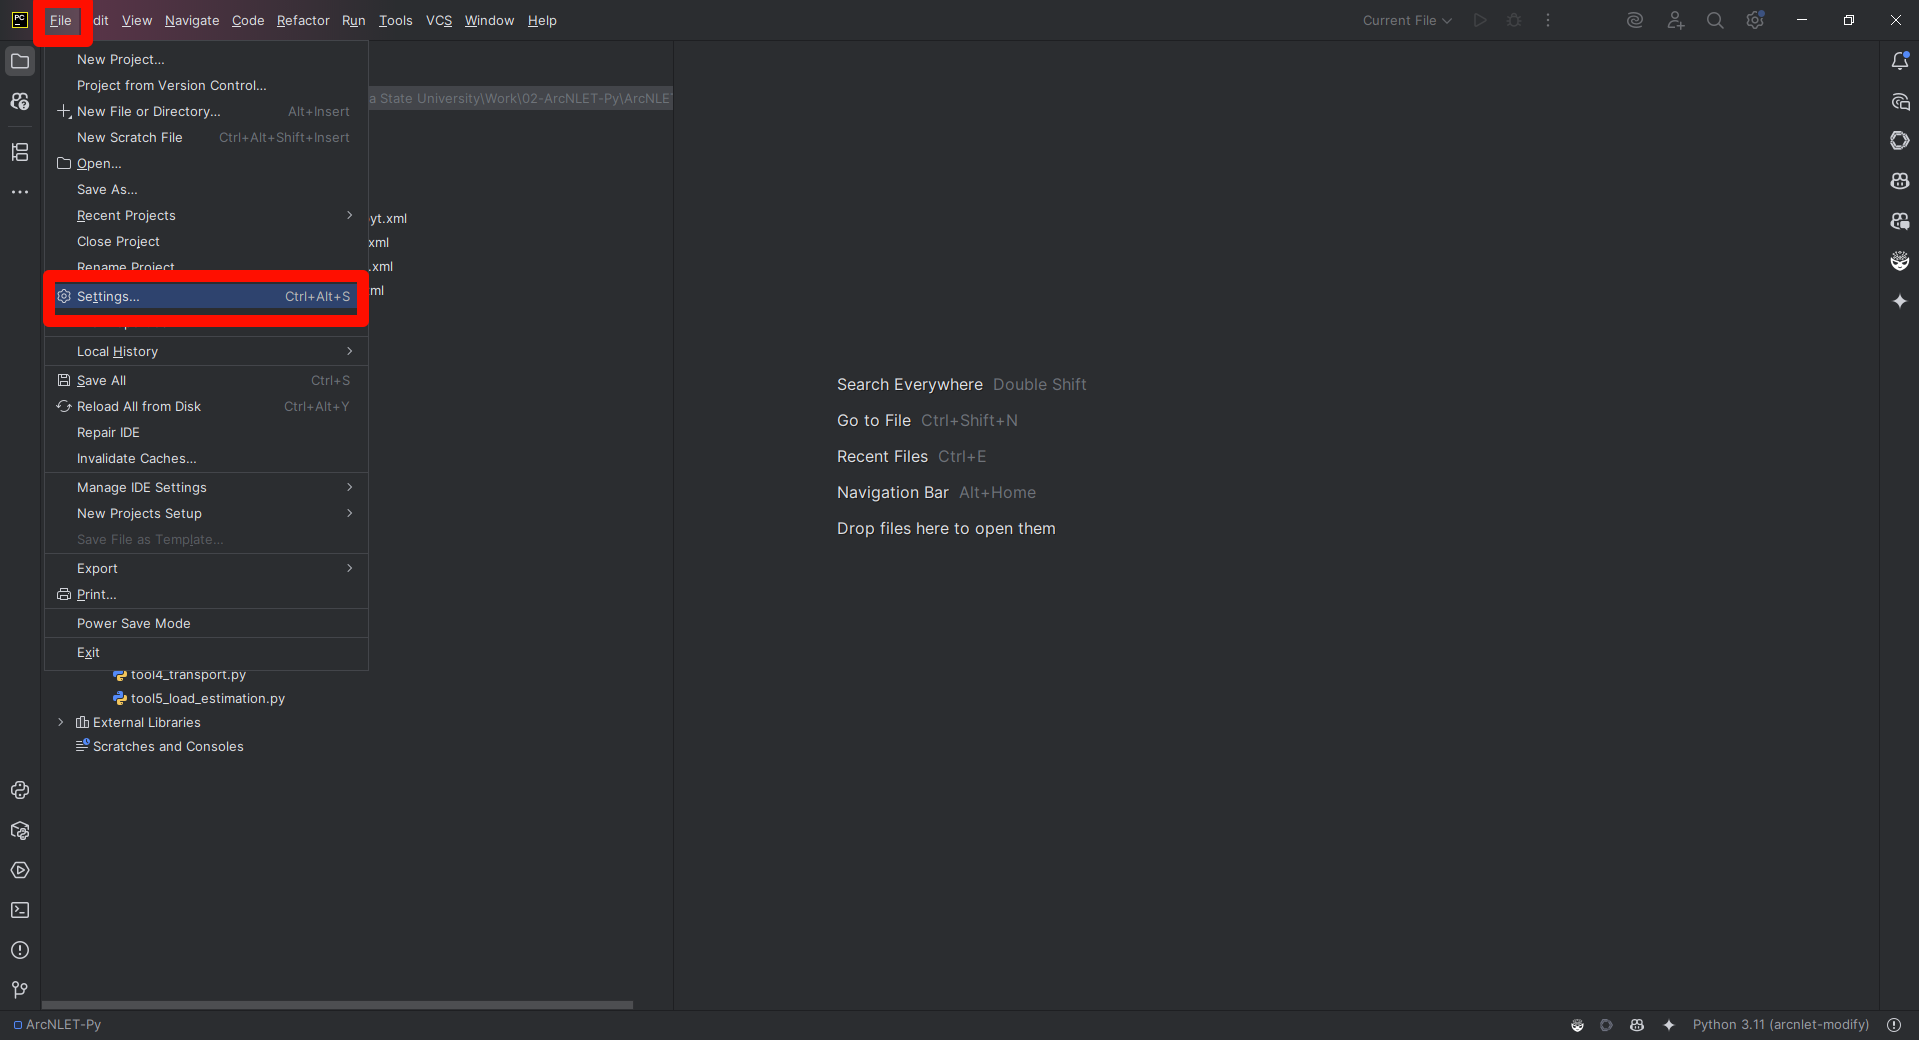 PC
File dit View Navigate Code Refactor Run Tools VCS Window Help
Current File
New Project...
Project from Version Control...
New File or Directory... Alt+Insert
New Scratch File Ctrl+Alt+Shift+Insert
Open...
Save As...
Recent Projects
Close Project
Rename Project
Settings... Ctrl+Alt+S
Local History
Save All Ctrl+S
Reload All from Disk Ctrl+Alt+Y
Repair IDE
Invalidate Caches...
Manage IDE Settings
New Projects Setup
Save File as Template...
Export
Print...
Power Save Mode
Exit
a State University\Work\02-ArcNLET-Py\ArcNLET
yt.xml
xml
.xml
ml
tool4_transport.py
tool5_load_estimation.py
External Libraries
Scratches and Consoles
Search Everywhere Double Shift
Go to File Ctrl+Shift+N
Recent Files Ctrl+E
Navigation Bar Alt+Home
Drop files here to open them
ArcNLET-Py
Python 3.11 (arcnlet-modify)